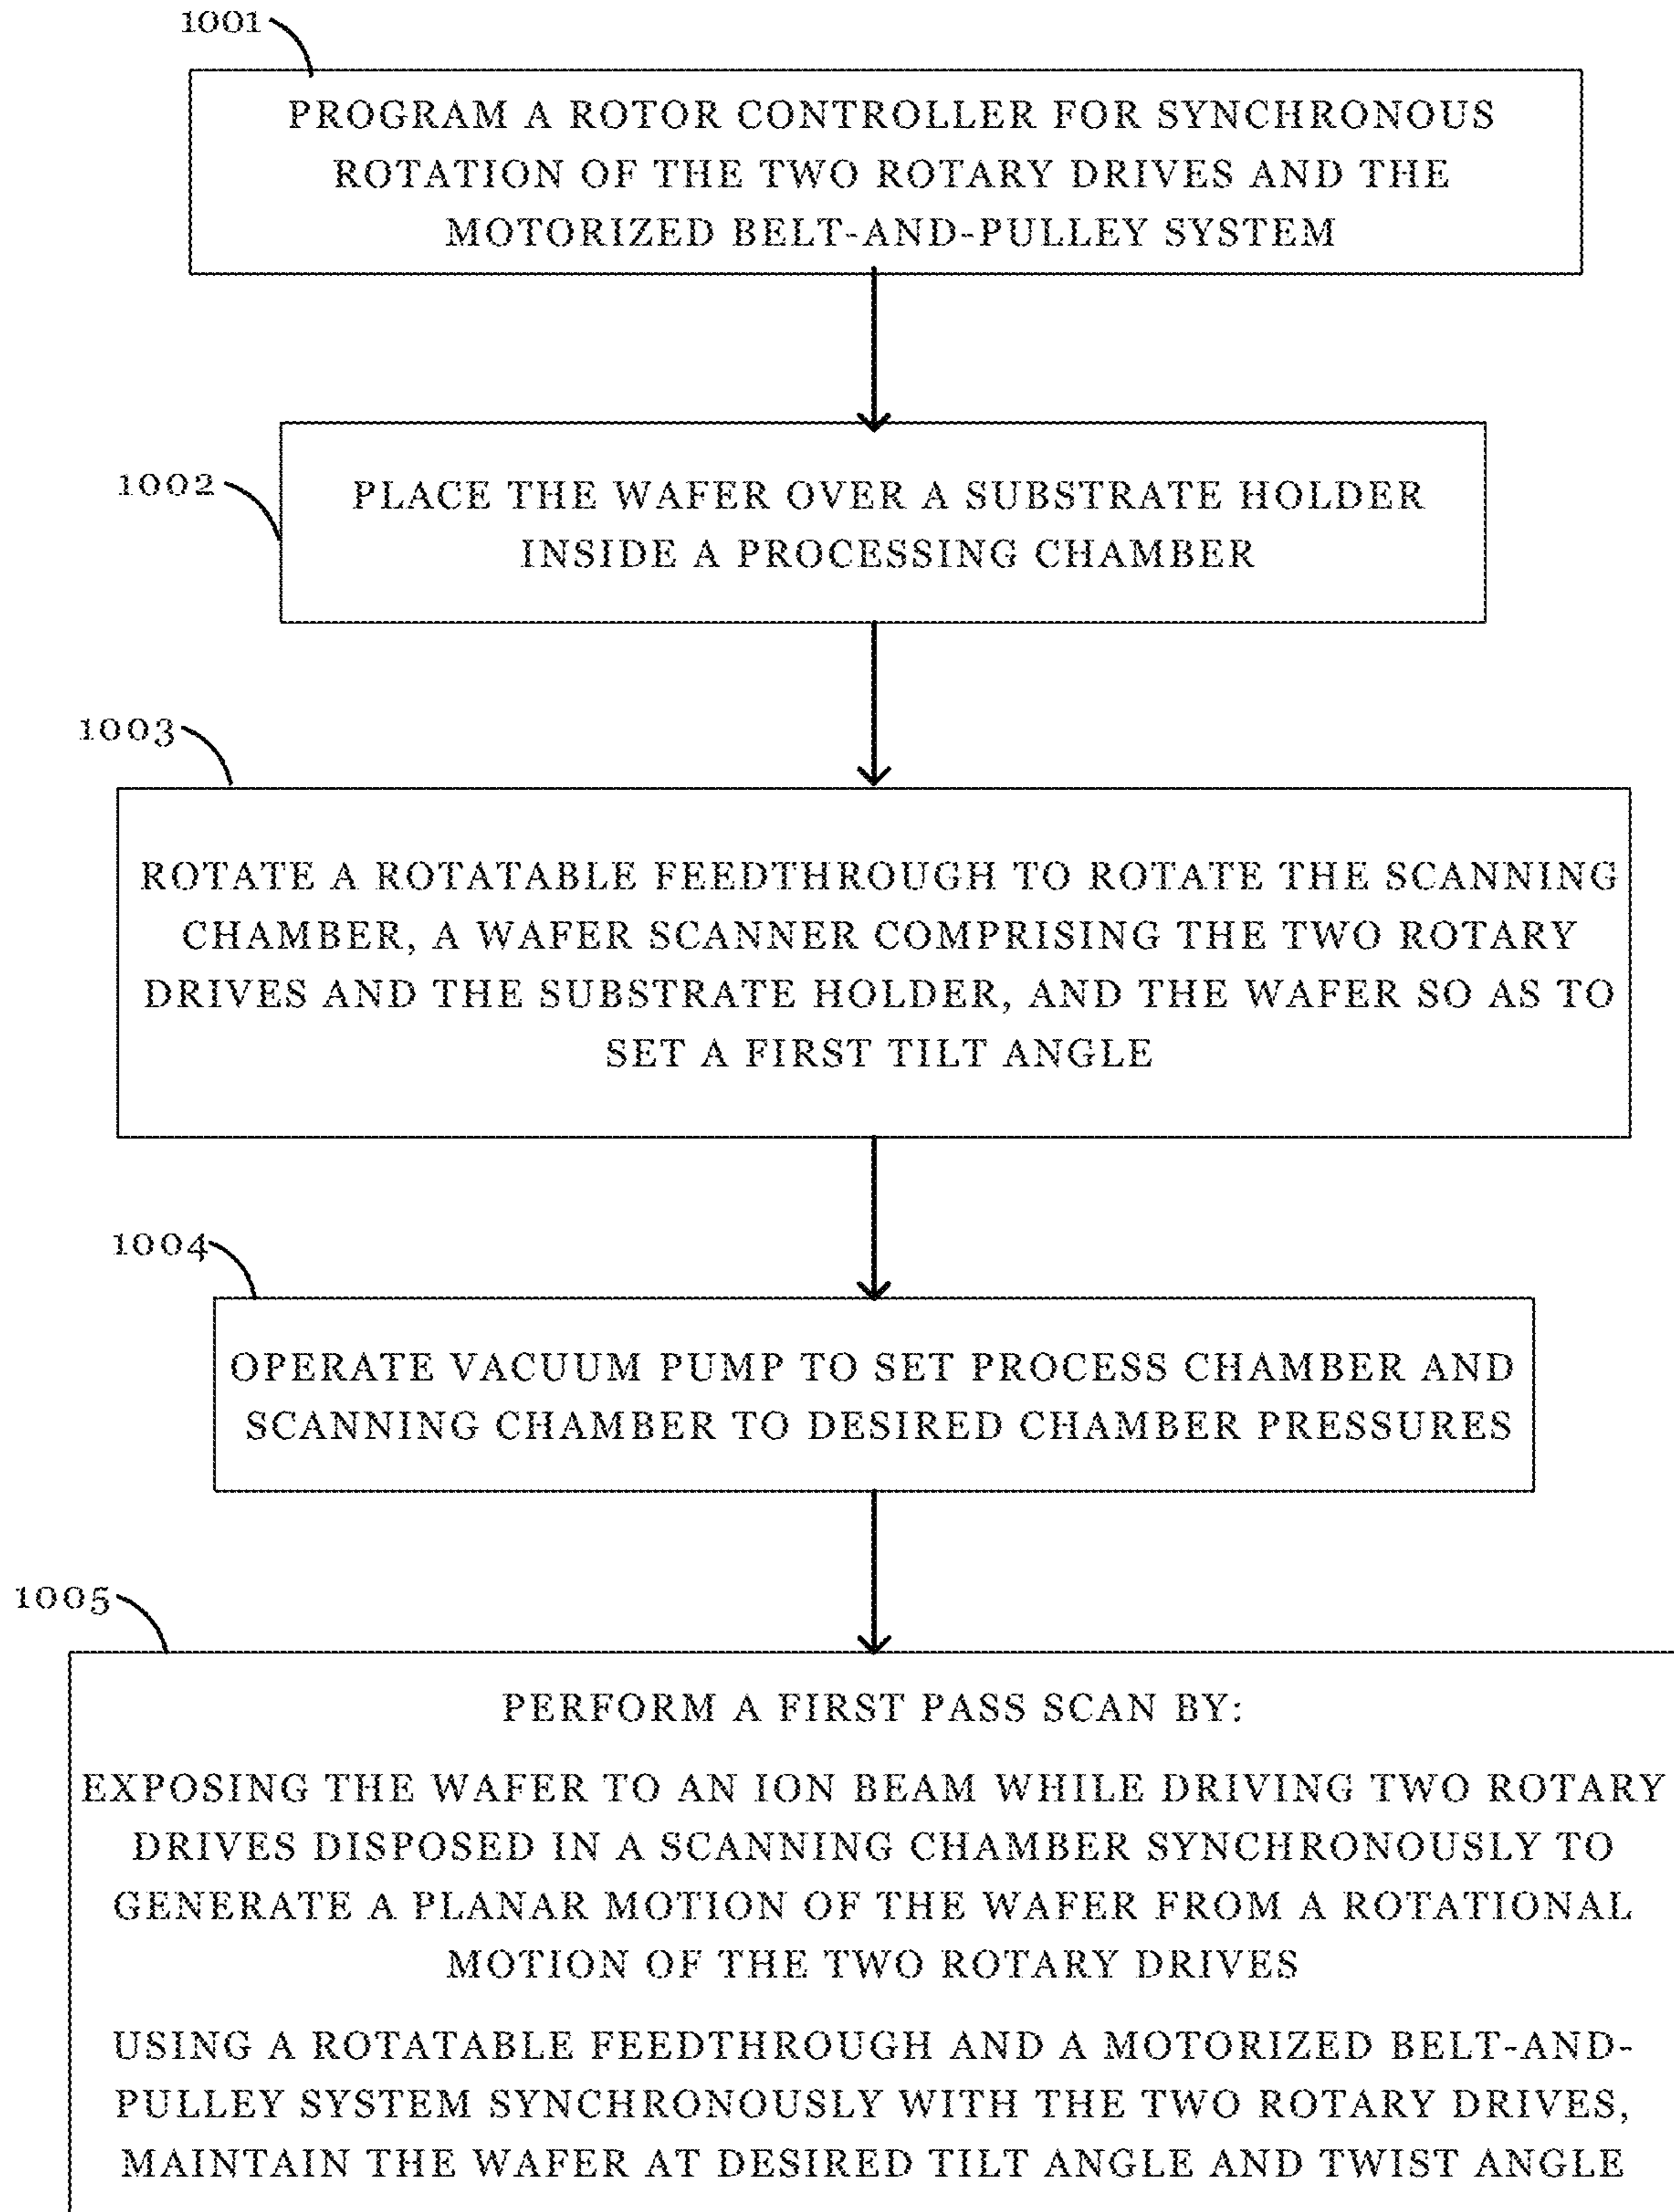 1001
PROGRAM A ROTOR CONTROLLER FOR SYNCHRONOUS
ROTATION OF THE TWO ROTARY DRIVES AND THE
MOTORIZED BELT-AND-PULLEY SYSTEM
1002
PLACE THE WAFER OVER A SUBSTRATE HOLDER
INSIDE A PROCESSING CHAMBER
1003
ROTATE A ROTATABLE FEEDTHROUGH TO ROTATE THE SCANNING
CHAMBER, A WAFER SCANNER COMPRISING THE TWO ROTARY
DRIVES AND THE SUBSTRATE HOLDER, AND THE WAFER SO AS TO
SET A FIRST TILT ANGLE
1004
OPERATE VACUUM PUMP TO SET PROCESS CHAMBER AND
SCANNING CHAMBER TO DESIRED CHAMBER PRESSURES
1005
PERFORM A FIRST PASS SCAN BY:
EXPOSING THE WAFER TO AN ION BEAM WHILE DRIVING TWO ROTARY
DRIVES DISPOSED IN A SCANNING CHAMBER SYNCHRONOUSLY TO
GENERATE A PLANAR MOTION OF THE WAFER FROM A ROTATIONAL
MOTION OF THE TWO ROTARY DRIVES
USING A ROTATABLE FEEDTHROUGH AND A MOTORIZED BELT-AND-
PULLEY SYSTEM SYNCHRONOUSLY WITH THE TWO ROTARY DRIVES,
MAINTAIN THE WAFER AT DESIRED TILT ANGLE AND TWIST ANGLE